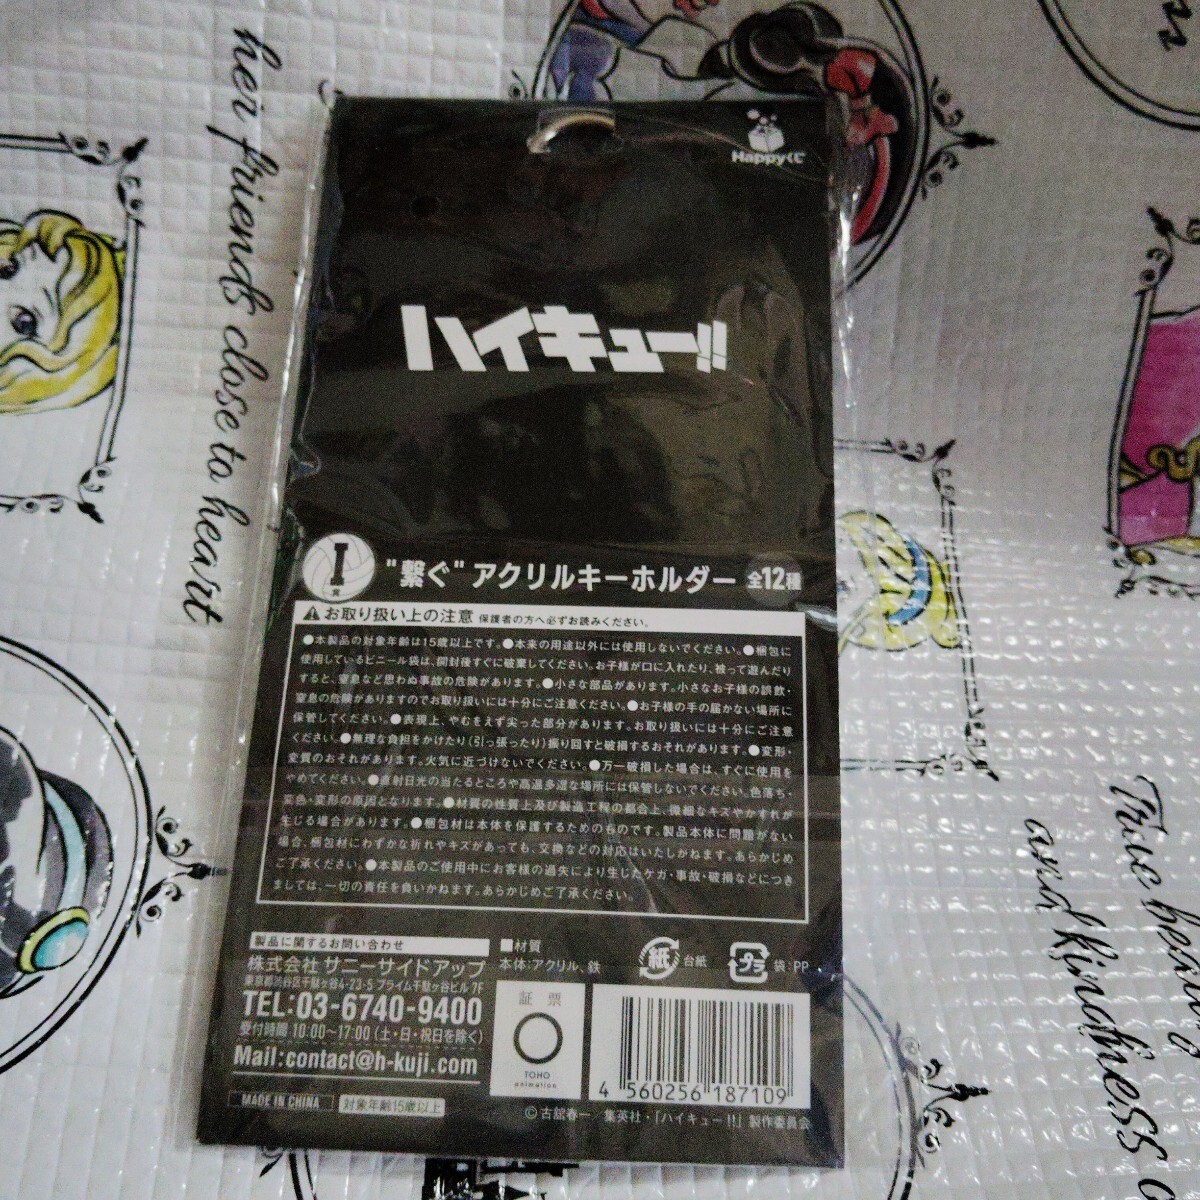 Happyくじ
ハイキュー!!
I
賞
"繋ぐ"アクリルキーホルダー 全12種
お取り扱い上の注意 保護者の方へ必ずお読みください。
●本製品の対象年齢は15歳以上です。●本来の用途以外には使用しないでください。●梱包に
使用しているビニール袋は、開封後すぐに破棄してください。お子様が口に入れたり、被って遊んだり
すると、窒息など思わぬ事故の危険があります。●小さな部品があります。小さなお子様の誤飲・
窒息の危険がありますのでお取り扱いには十分にご注意ください。●お子様の手の届かない場所に
保管してください。●表現上、やむをえず尖った部分があります。お取り扱いには十分にご注意
ください。●無理な負担をかけたり(引っ張ったり)振り回すと破損するおそれがあります。●変形・
変質のおそれがあります。火気に近づけないでください。●万一破損した場合は、すぐに使用を
やめてください。●直射日光の当たるところや高温多湿な場所には保管しないでください。色落ち・
変色・変形の原因となります。●材質の性質上及び製造工程の都合上、微細なキズやかすれが
生じる場合があります。●梱包材は本体を保護するためのものです。製品本体に問題がない
場合、梱包材にわずかな折れやキズがあっても、交換などの対応はいたしかねます。あらかじめ
ご了承ください。●本製品のご使用中にお客様の過失により生じたケガ・事故・破損などにつき
ましては、一切の責任を負いかねます。あらかじめご了承ください。
製品に関するお問い合わせ
株式会社 サニーサイドアップ
東京都渋谷区千駄ヶ谷4-23-5 プライム千駄ヶ谷ビル 7F
TEL:03-6740-9400
受付時間 10:00~17:00(土・日・祝日を除く)
Mail:contact@h-kuji.com
MADE IN CHINA 対象年齢15歳以上
■材質
本体:アクリル、鉄
紙 台紙
プラ 袋:PP
証 票
TOHO
animation
4 560256 187109
©古舘春一 集英社・「ハイキュー!!」製作委員会
her friends close to heart
True
and kindness